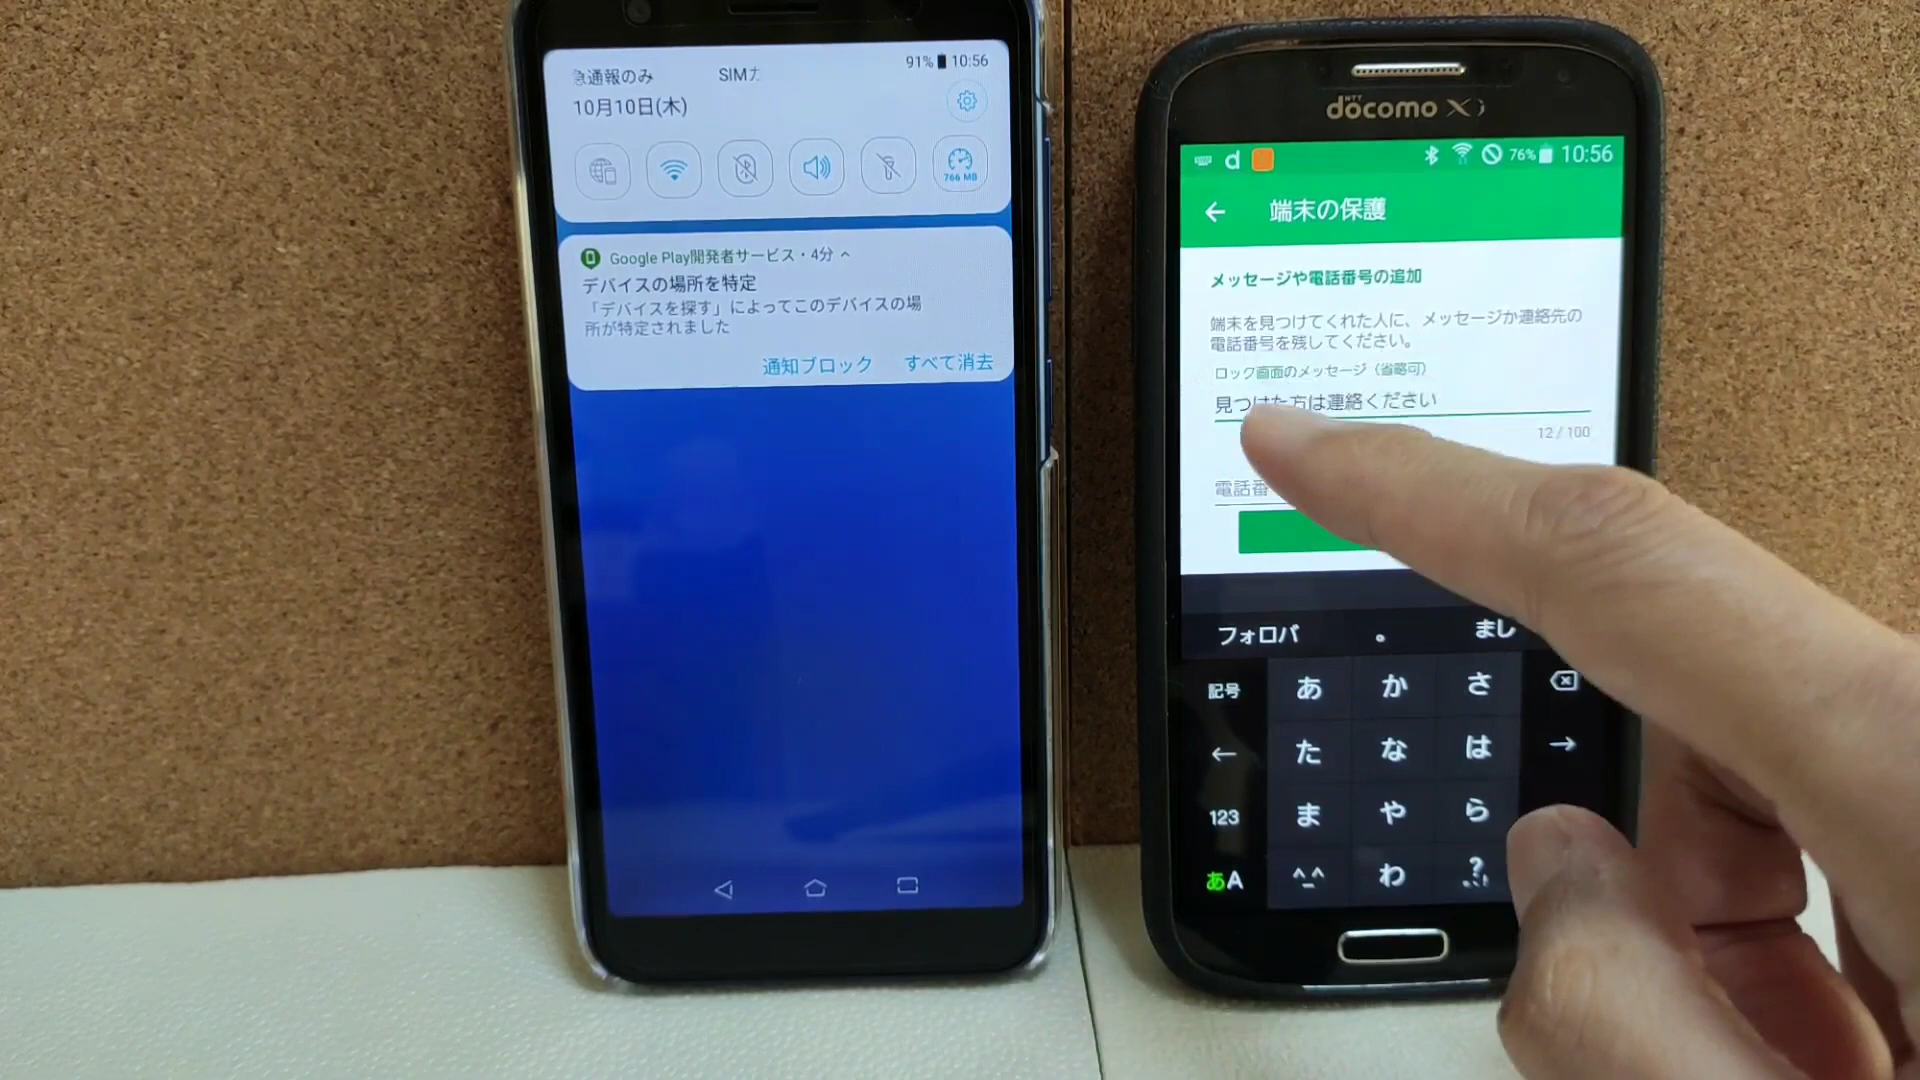 急通報のみ SIMカ
91% 10:56
10月10日(木)
766 MB
Google Play開発者サービス・4分
デバイスの場所を特定
「デバイスを探す」によってこのデバイスの場
所が特定されました
通知ブロック すべて消去
NTT
docomo Xi
d 76% 10:56
端末の保護
メッセージや電話番号の追加
端末を見つけてくれた人に、メッセージか連絡先の
電話番号を残してください。
ロック画面のメッセージ（省略可）
見つけた方は連絡ください
12 / 100
電話番
フォロバ 。 まし
記号 あ か さ
← た な は →
123 ま や ら
あA ^_^ わ 、。?!